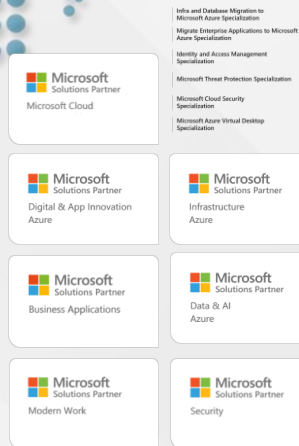 Infra and Database Migration to
Microsoft Azure Specialization
Migrate Enterprise Applications to Microsoft
Azure Specialization
Identity and Access Management
Specialization
Microsoft Threat Protection Specialization
Microsoft Cloud Security
Specialization
Microsoft Azure Virtual Desktop
Specialization
Microsoft
Solutions Partner
Microsoft Cloud
Microsoft
Solutions Partner
Digital & App Innovation
Azure
Microsoft
Solutions Partner
Infrastructure
Azure
Microsoft
Solutions Partner
Business Applications
Microsoft
Solutions Partner
Data & AI
Azure
Microsoft
Solutions Partner
Modern Work
Microsoft
Solutions Partner
Security